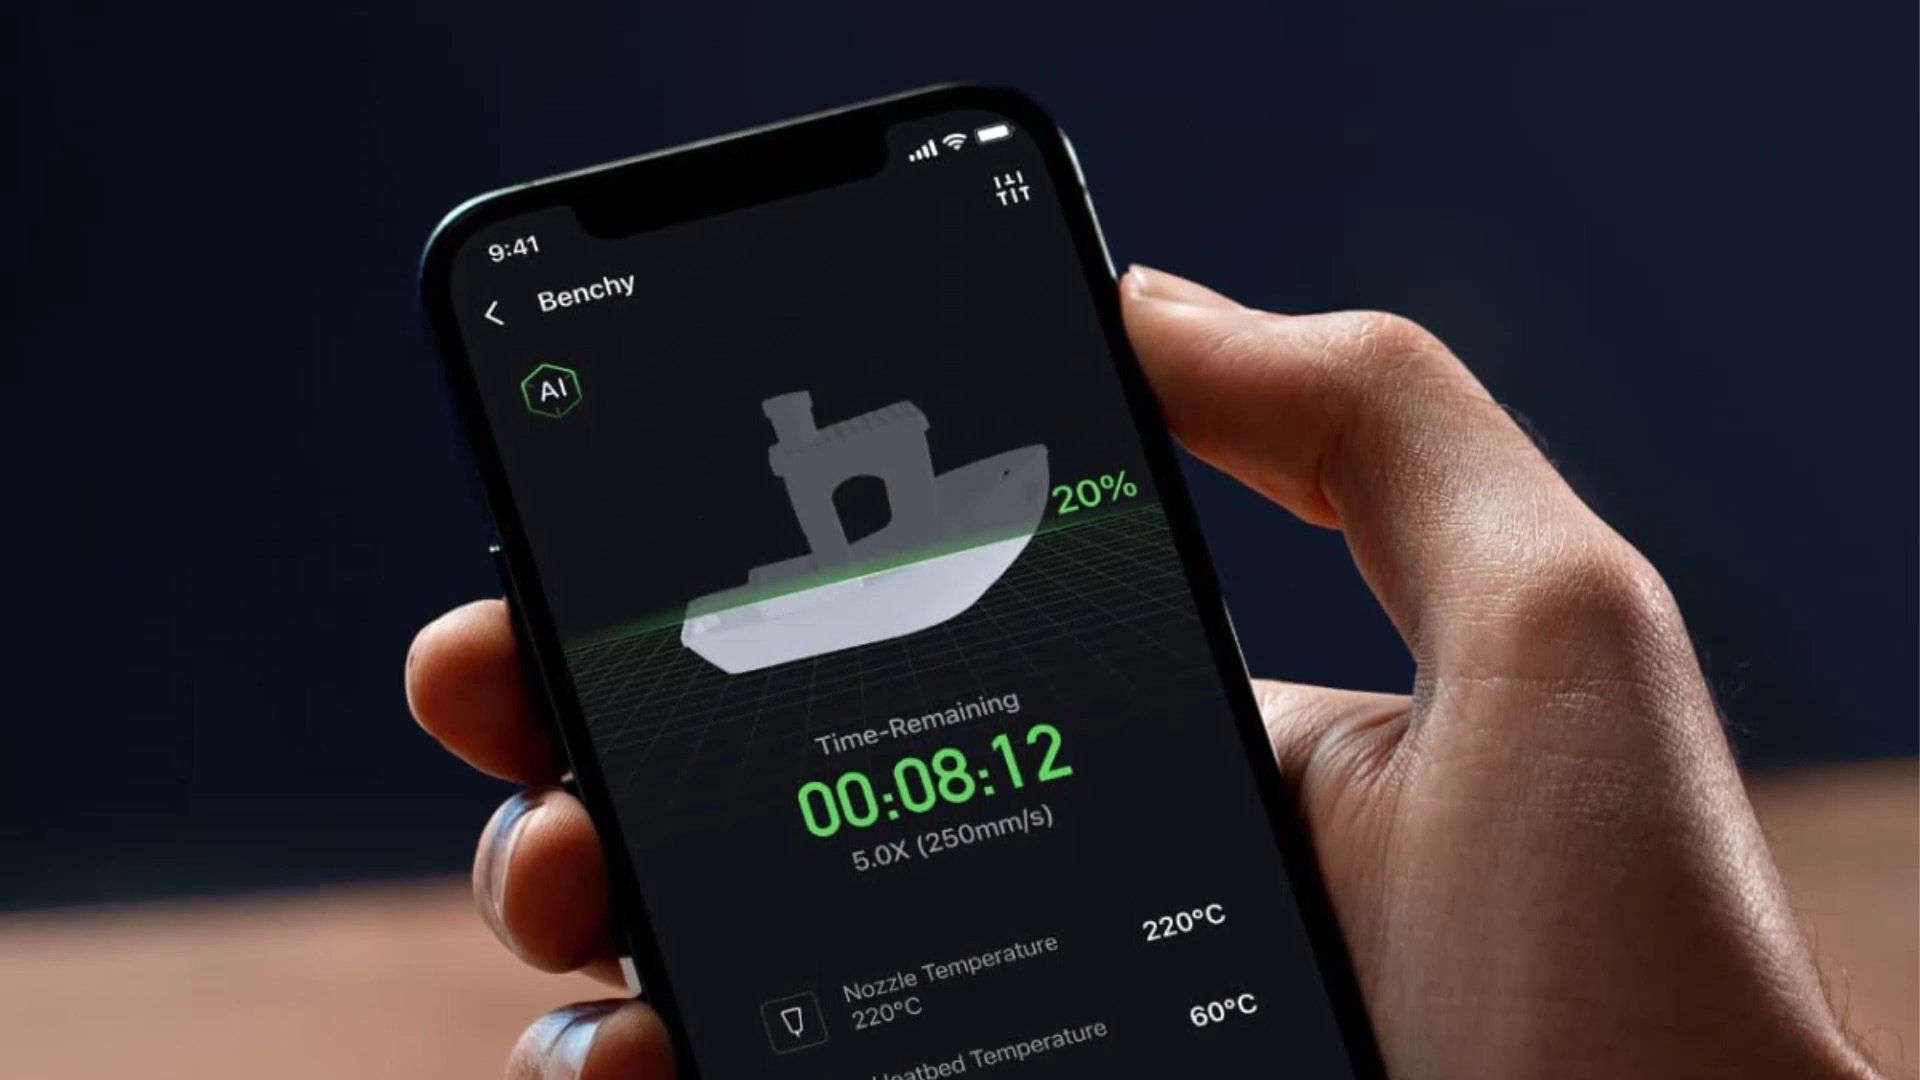 9:41
Benchy
AI
20%
Time-Remaining
00:08:12
5.0X (250mm/s)
Nozzle Temperature
220°C
220°C
Heatbed Temperature
60°C